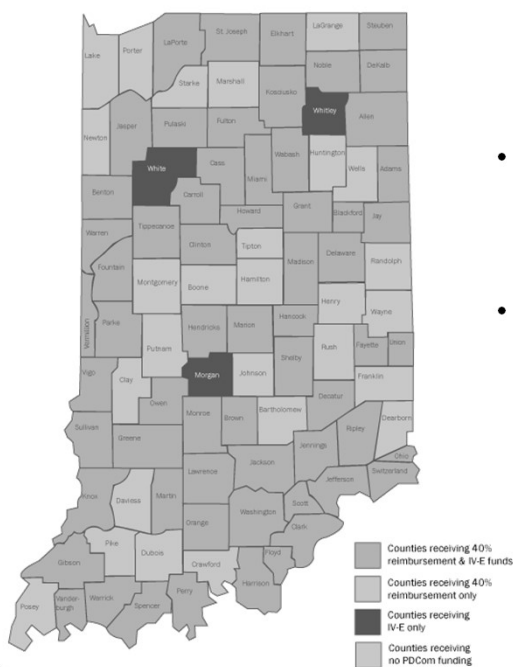 Lake
Porter
LaPorte
St. Joseph
Elkhart
LaGrange
Steuben
Noble
DeKalb
Starke
Marshall
Kosciusko
Whitley
Allen
Newton
Jasper
Pulaski
Fulton
White
Cass
Miami
Wabash
Huntington
Wells
Adams
Benton
Carroll
Howard
Grant
Blackford
Jay
Warren
Tippecanoe
Clinton
Tipton
Madison
Delaware
Randolph
Fountain
Montgomery
Boone
Hamilton
Henry
Wayne
Vermillion
Parke
Putnam
Hendricks
Marion
Hancock
Rush
Fayette
Union
Vigo
Clay
Owen
Morgan
Johnson
Shelby
Franklin
Decatur
Sullivan
Greene
Monroe
Brown
Bartholomew
Dearborn
Ripley
Jennings
Ohio
Knox
Daviess
Martin
Lawrence
Jackson
Jefferson
Switzerland
Orange
Washington
Scott
Clark
Gibson
Pike
Dubois
Crawford
Floyd
Harrison
Posey
Vander-
burgh
Warrick
Spencer
Perry
Counties receiving 40%
reimbursement & IV-E funds
Counties receiving 40%
reimbursement only
Counties receiving
IV-E only
Counties receiving
no PDCom funding